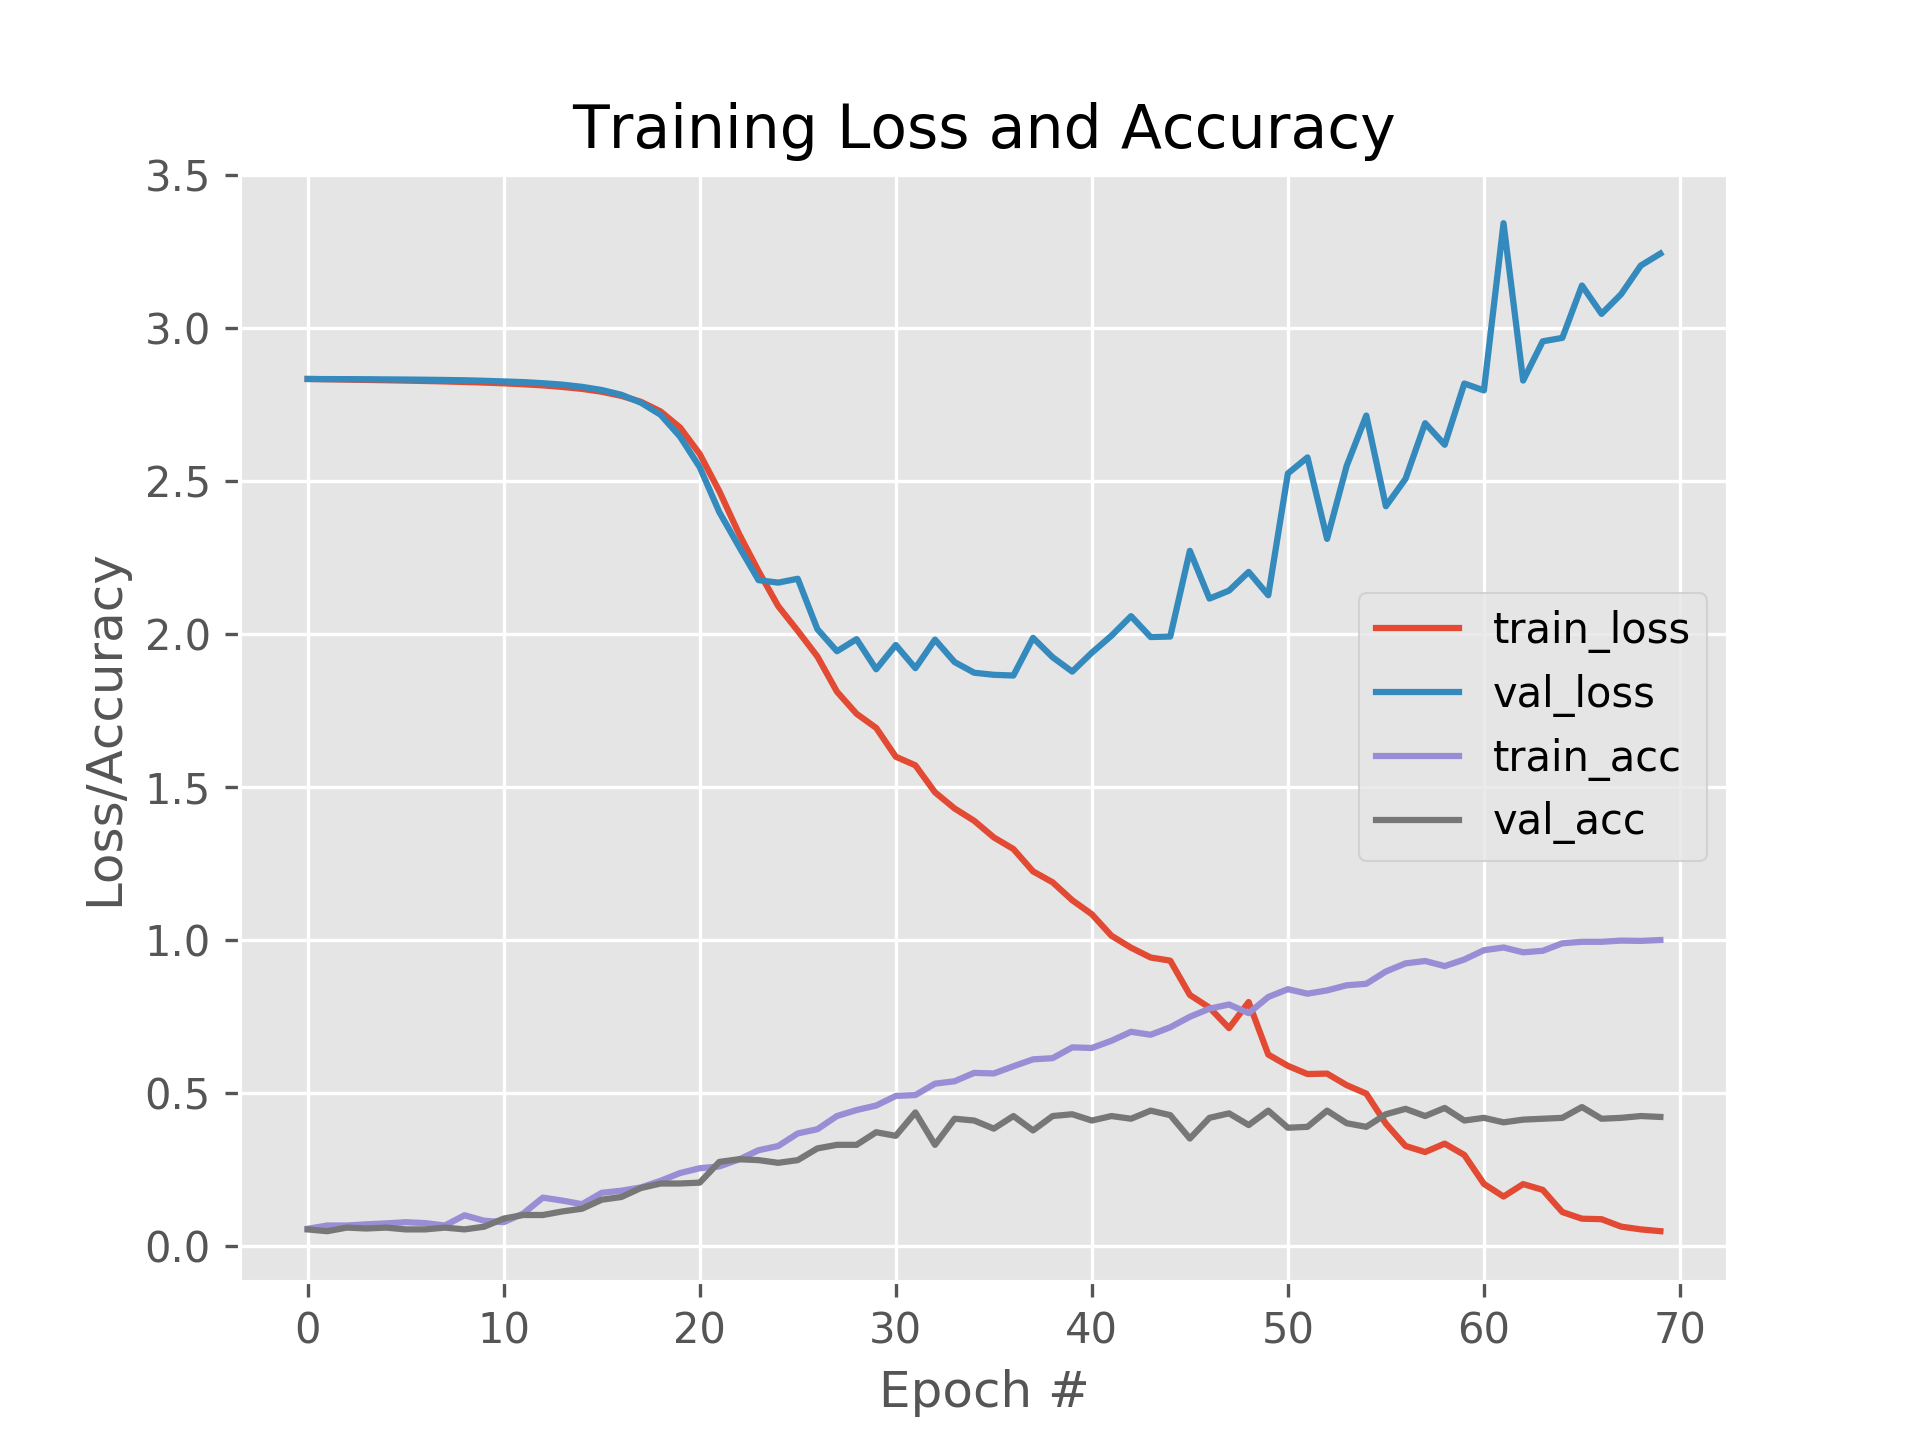 Training Loss and Accuracy
3.5
3.0
2.5
2.0
1.5
1.0
0.5
0.0
Loss/Accuracy
train_loss
val_loss
train_acc
val_acc
0 10 20 30 40 50 60 70
Epoch #